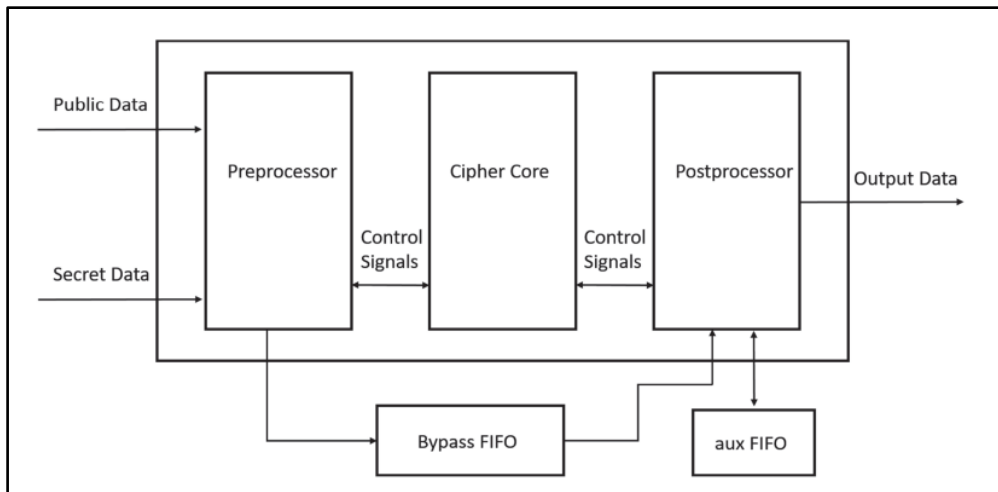 Public Data
Preprocessor
Cipher Core
Postprocessor
Output Data
Control
Signals
Control
Signals
Secret Data
Bypass FIFO
aux FIFO